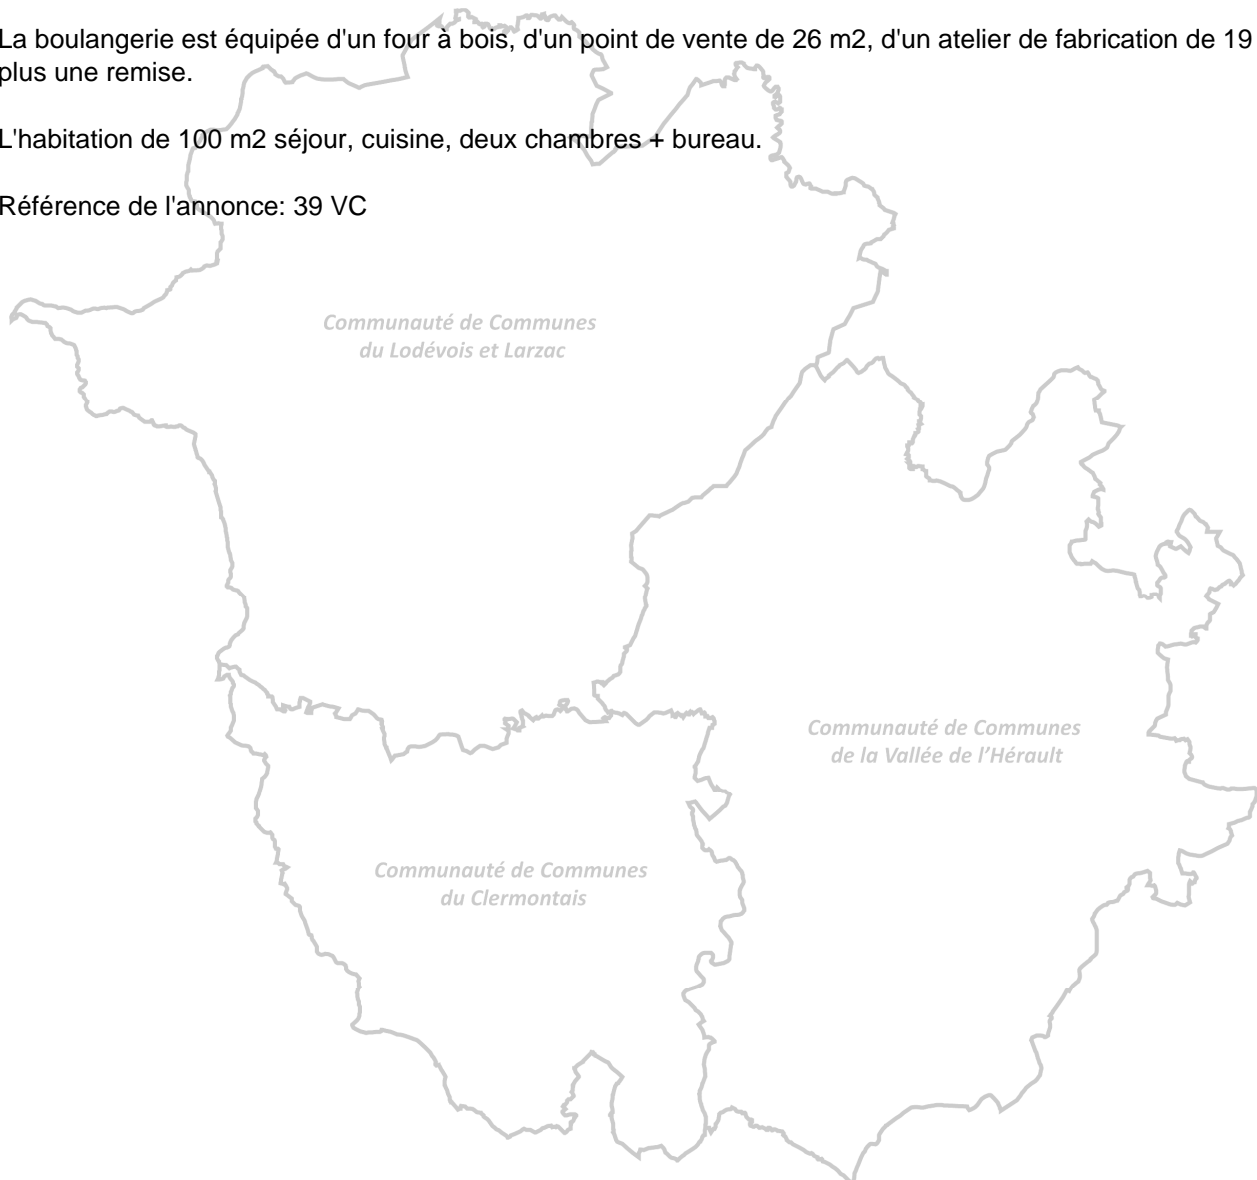 La boulangerie est équipée d'un four à bois, d'un point de vente de 26 m2, d'un atelier de fabrication de 19
plus une remise.
L'habitation de 100 m2 séjour, cuisine, deux chambres + bureau.
Référence de l'annonce: 39 VC
Communauté de Communes
du Lodévois et Larzac
Communauté de Communes
de la Vallée de l'Hérault
Communauté de Communes
du Clermontais